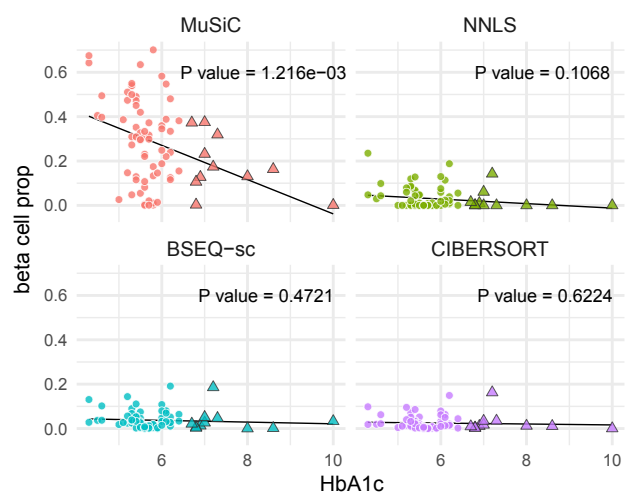 MuSiC NNLS
0.6
P value = 1.216e−03 P value = 0.1068
0.4
0.2
0.0
beta cell prop
BSEQ−sc CIBERSORT
0.6
P value = 0.4721 P value = 0.6224
0.4
0.2
0.0
6 8 10 6 8 10
HbA1c